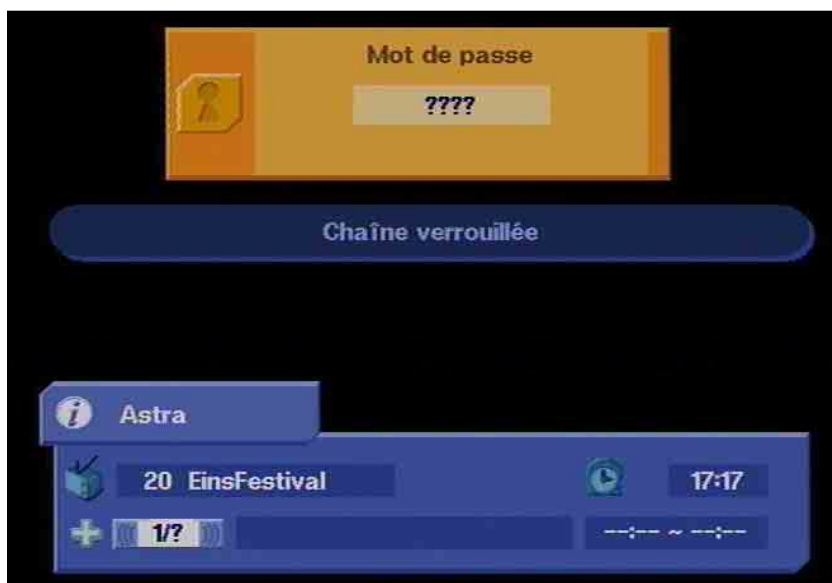 Mot de passe
????
Chaîne verrouillée
i Astra
20 EinsFestival 17:17
1/? --:-- ~ --:--